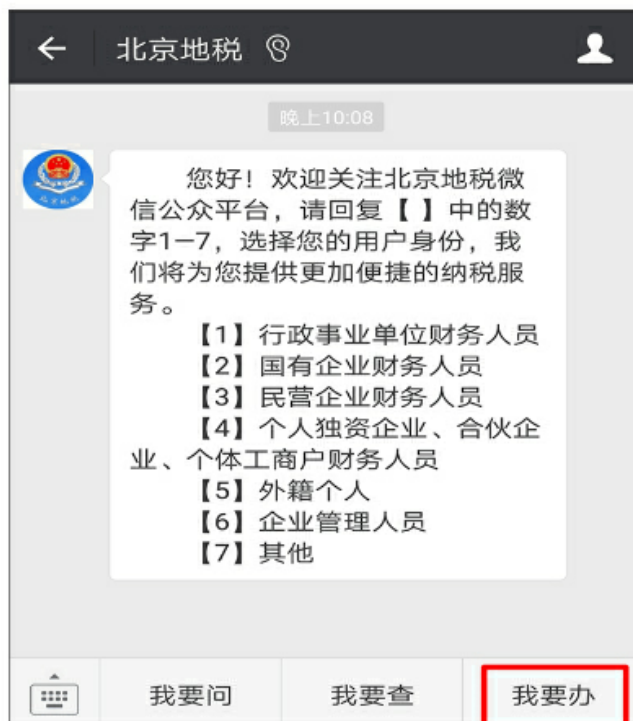 北京地税
晚上10:08
您好！欢迎关注北京地税微
信公众平台，请回复【 】中的数
字1—7，选择您的用户身份，我
们将为您提供更加便捷的纳税服
务。
【1】行政事业单位财务人员
【2】国有企业财务人员
【3】民营企业财务人员
【4】个人独资企业、合伙企
业、个体工商户财务人员
【5】外籍个人
【6】企业管理人员
【7】其他
我要问 我要查 我要办